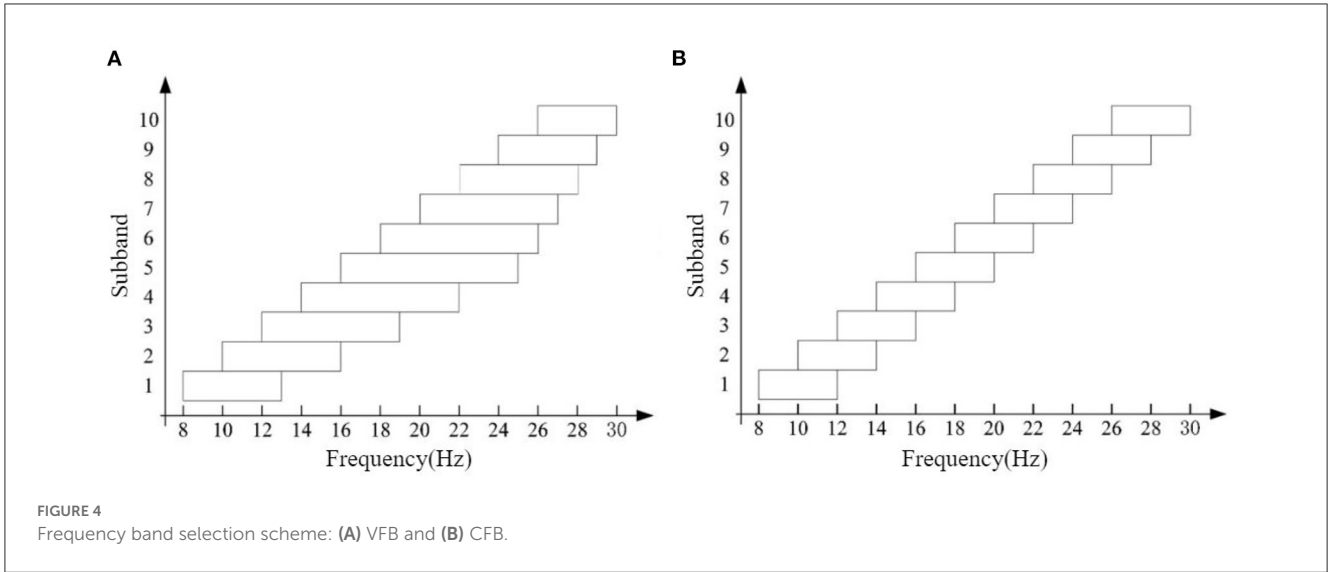 A
B
10
9
8
7
6
5
4
3
2
1
Subband
8 10 12 14 16 18 20 22 24 26 28 30
Frequency(Hz)
10
9
8
7
6
5
4
3
2
1
Subband
8 10 12 14 16 18 20 22 24 26 28 30
Frequency(Hz)
FIGURE 4
Frequency band selection scheme: (A) VFB and (B) CFB.